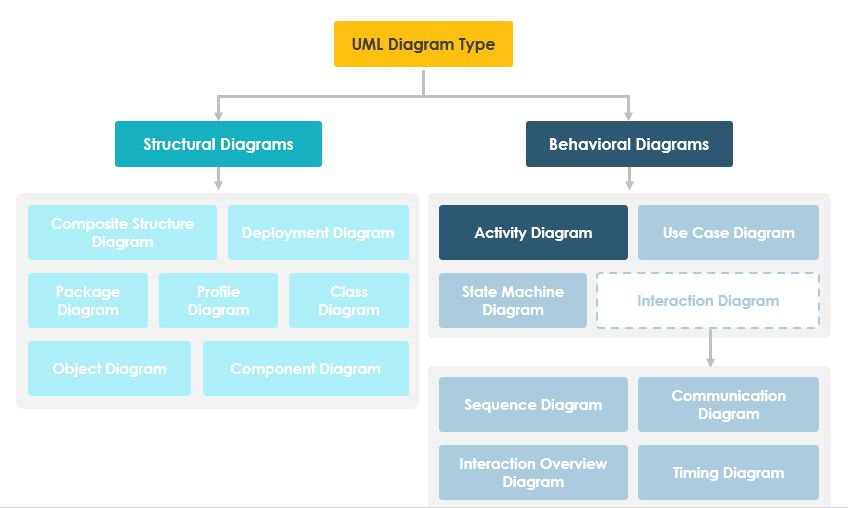 UML Diagram Type
Structural Diagrams
Behavioral Diagrams
Composite Structure
Diagram
Deployment Diagram
Package
Diagram
Profile
Diagram
Class
Diagram
Object Diagram
Component Diagram
Activity Diagram
Use Case Diagram
State Machine
Diagram
Interaction Diagram
Sequence Diagram
Communication
Diagram
Interaction Overview
Diagram
Timing Diagram